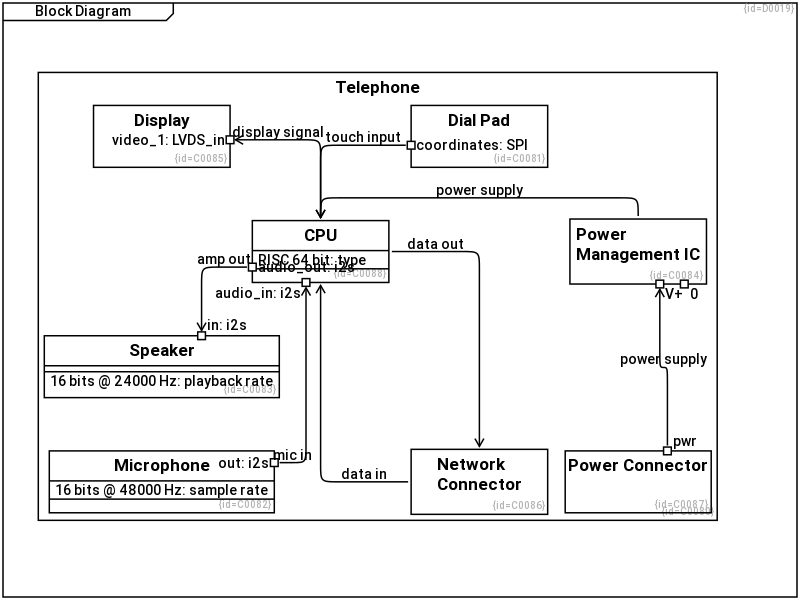 Block Diagram
{id=D0019}
Telephone
Display
video_1: LVDS_in
{id=C0085}
display signal
touch input
Dial Pad
coordinates: SPI
{id=C0081}
power supply
CPU
RISC 64 bit: type
audio_out: i2s
{id=C0088}
amp out
audio_in: i2s
data out
Power
Management IC
{id=C0084}
V+
0
in: i2s
Speaker
16 bits @ 24000 Hz: playback rate
{id=C0083}
power supply
pwr
Microphone
out: i2s
mic in
16 bits @ 48000 Hz: sample rate
{id=C0082}
data in
Network
Connector
{id=C0086}
Power Connector
{id=C0087}